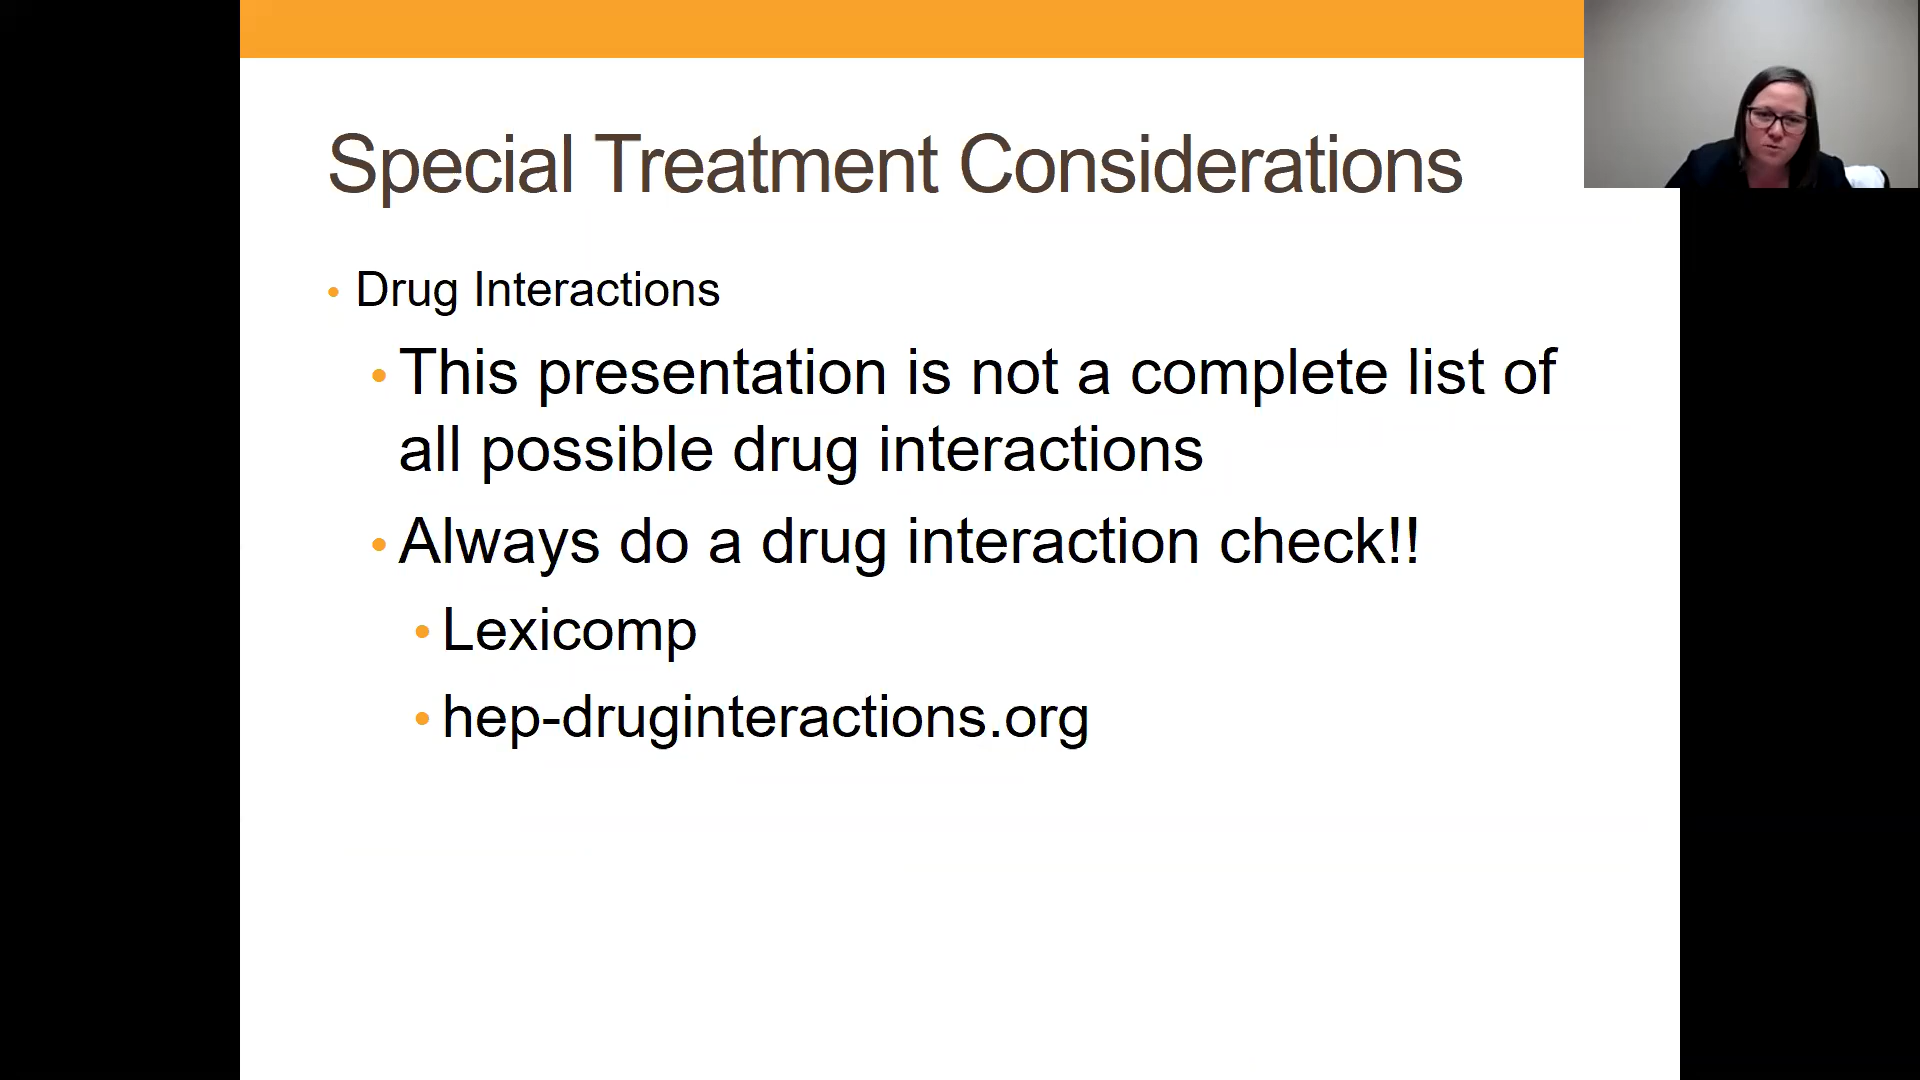 Special Treatment Considerations
• Drug Interactions
• This presentation is not a complete list of
all possible drug interactions
• Always do a drug interaction check!!
• Lexicomp
• hep-druginteractions.org